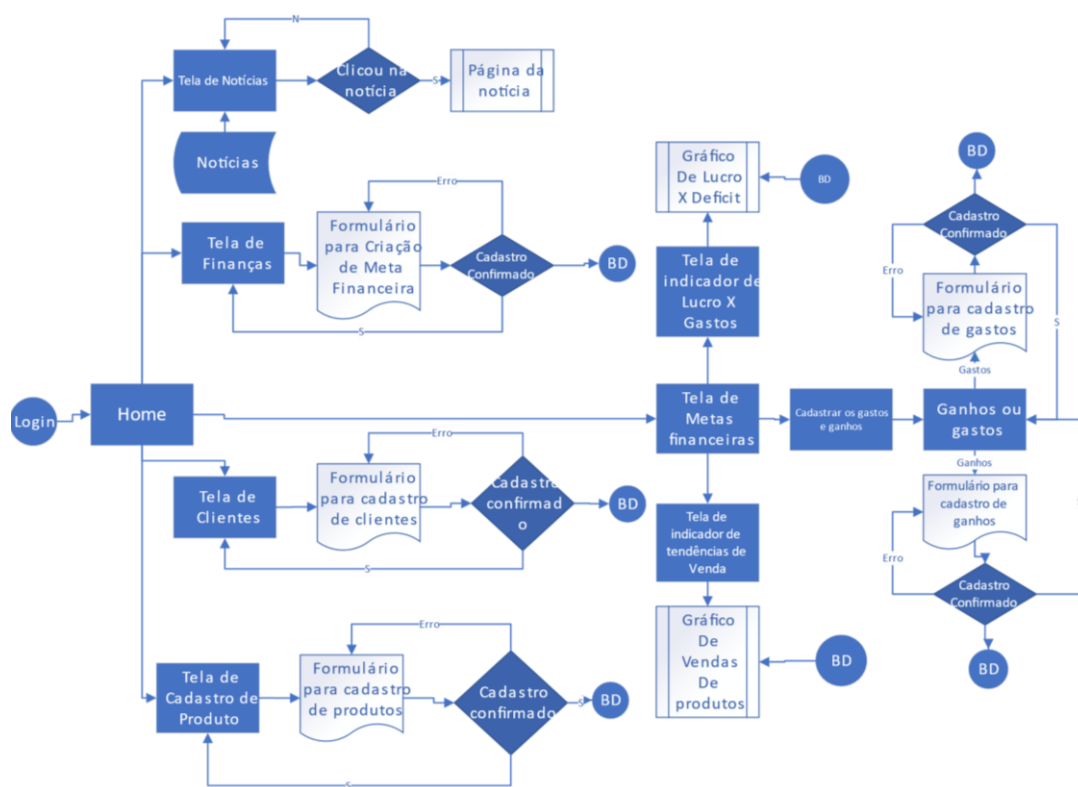 N
Tela de Notícias
Clicou na
notícia
S
Página da
notícia
Notícias
Erro
Tela de
Finanças
Formulário
para Criação
de Meta
Financeira
Cadastro
Confirmado
BD
S
Login
Home
Erro
Tela de
Clientes
Formulário
para cadastro
de clientes
Cadastro
confirmad
o
BD
S
Erro
Tela de
Cadastro de
Produto
Formulário
para cadastro
de produtos
Cadastro
confirmado
S
BD
S
Gráfico
De Lucro
X Deficit
BD
Tela de
indicador de
Lucro X
Gastos
Tela de
Metas
financeiras
Cadastrar os gastos
e ganhos
Ganhos ou
gastos
Tela de
indicador de
tendências de
Venda
Gráfico
De
Vendas
De
produtos
BD
BD
Cadastro
Confirmado
Erro
Formulário
para cadastro
de gastos
S
Gastos
Ganhos
Formulário para
cadastro de
ganhos
Erro
Cadastro
Confirmado
BD